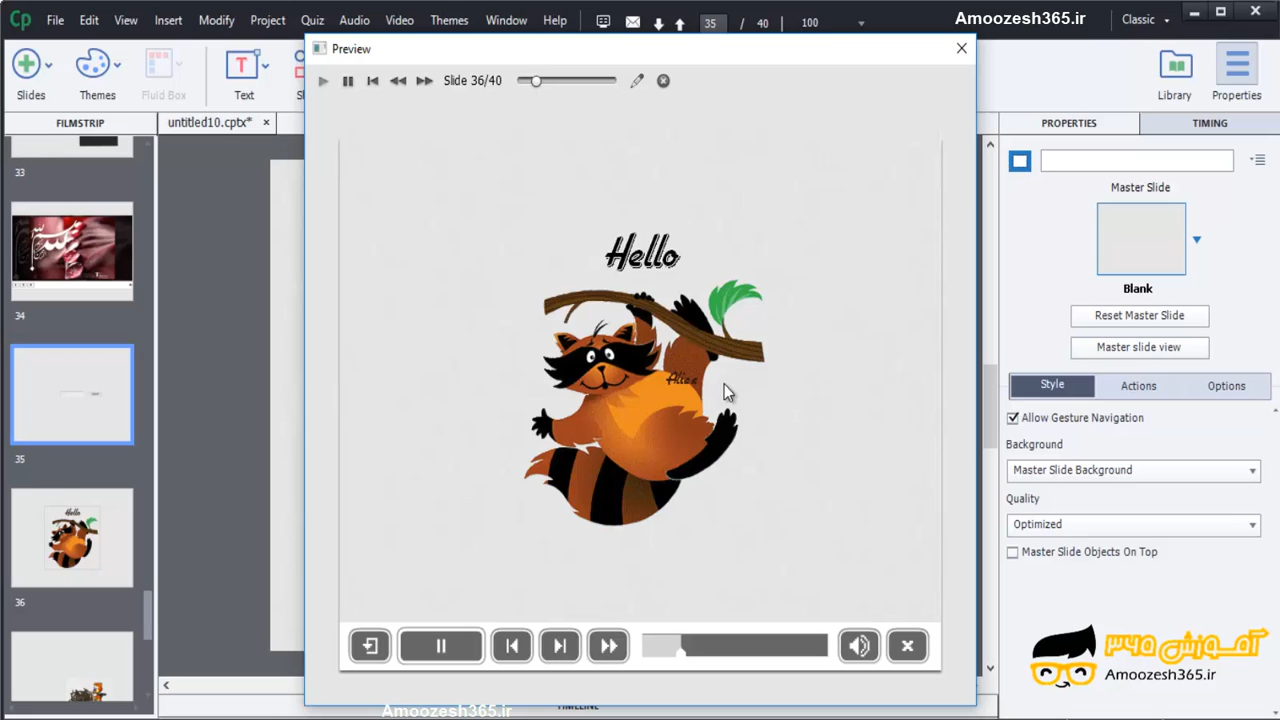 Cp File Edit View Insert Modify Project Quiz Audio Video Themes Window Help 35 / 40 100 Amoozesh365.ir Classic
Preview
Slide 36/40
Slides Themes Fluid Box Text Library Properties
FILMSTRIP untitled10.cptx* × PROPERTIES TIMING
33
Master Slide
34
Blank
Reset Master Slide
Master slide view
Style Actions Options
Allow Gesture Navigation
35
Background
Master Slide Background
Quality
Optimized
Master Slide Objects On Top
Hello
Hello
36
آموزش ۳۶۵
Amoozesh365.ir
Amoozesh365.ir
TIMELINE